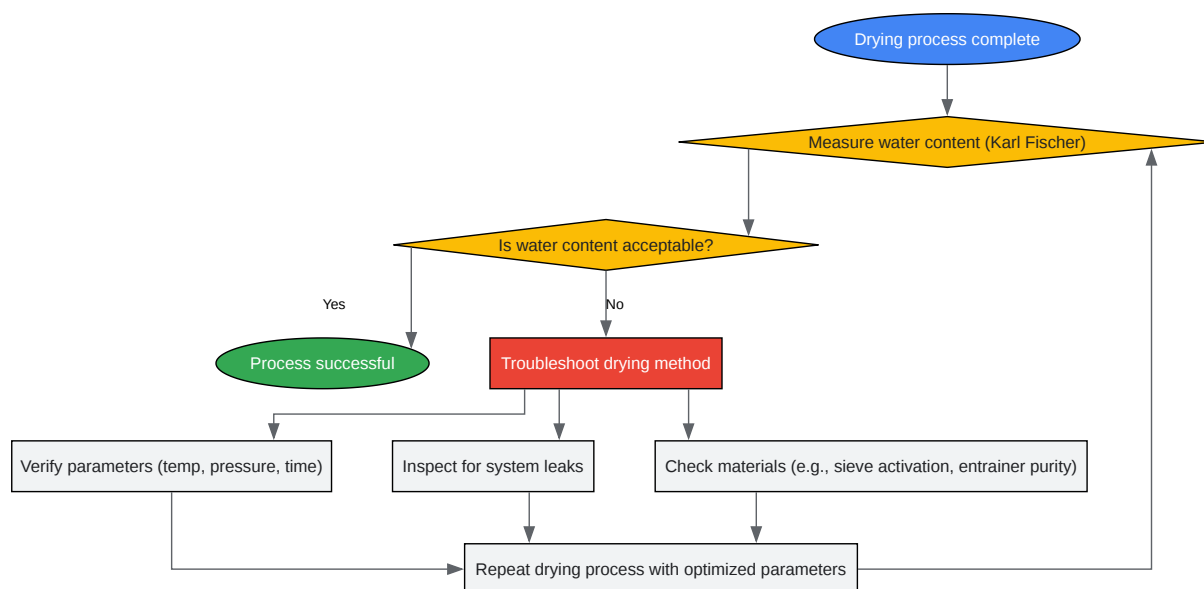 Drying process complete
Measure water content (Karl Fischer)
Is water content acceptable?
Yes
No
Process successful
Troubleshoot drying method
Verify parameters (temp, pressure, time)
Inspect for system leaks
Check materials (e.g., sieve activation, entrainer purity)
Repeat drying process with optimized parameters